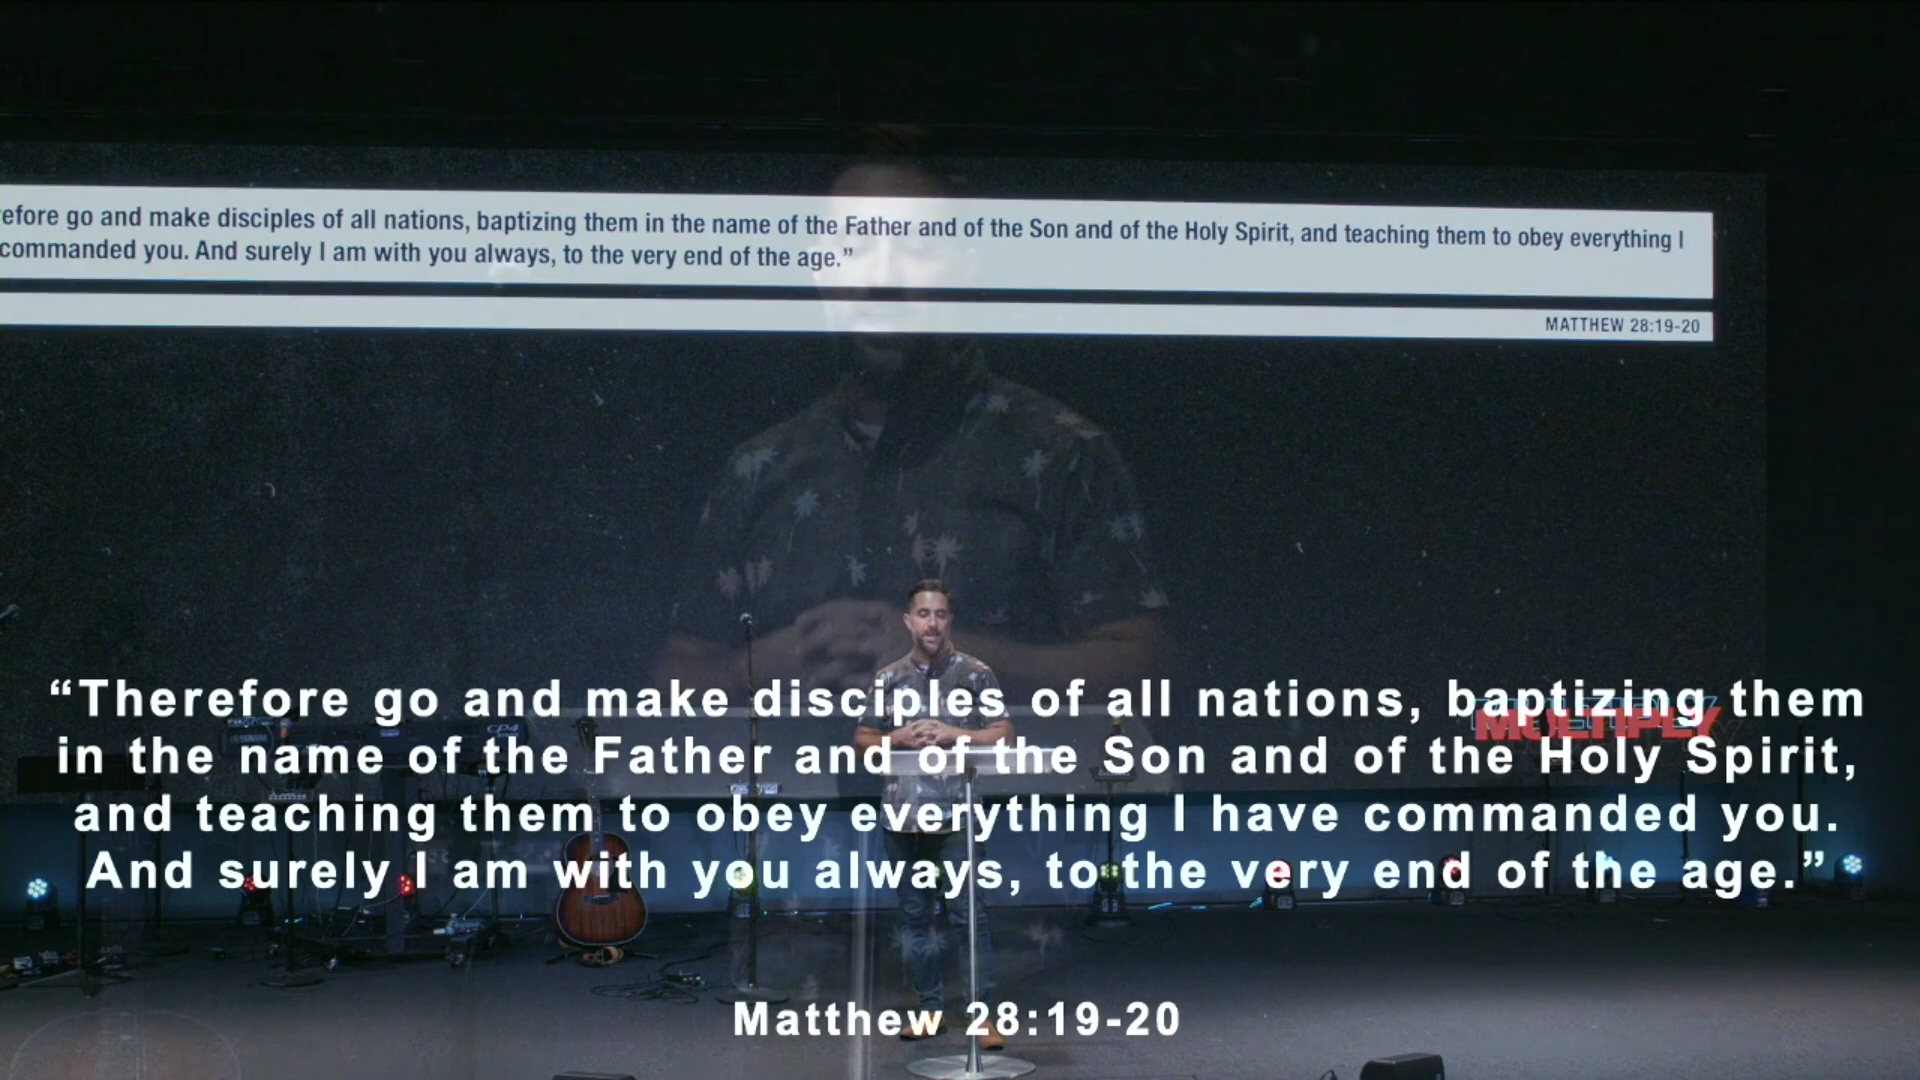 efore go and make disciples of all nations, baptizing them in the name of the Father and of the Son and of the Holy Spirit, and teaching them to obey everything I
commanded you. And surely I am with you always, to the very end of the age.”
MATTHEW 28:19-20
“Therefore go and make disciples of all nations, baptizing them
MULTIPLY
in the name of the Father and of the Son and of the Holy Spirit,
and teaching them to obey everything I have commanded you.
And surely I am with you always, to the very end of the age.”
Matthew 28:19-20